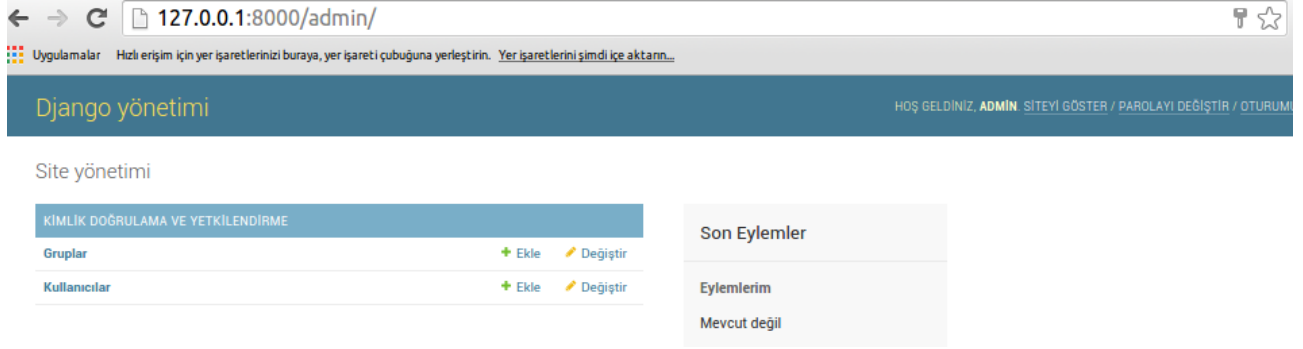 127.0.0.1:8000/admin/
Uygulamalar Hızlı erişim için yer işaretlerinizi buraya, yer işareti çubuğuna yerleştirin. Yer işaretlerini şimdi içe aktarın...
Django yönetimi
HOŞ GELDİNİZ, ADMİN. SİTEYİ GÖSTER / PAROLAYI DEĞİŞTİR / OTURUMU
Site yönetimi
KİMLİK DOĞRULAMA VE YETKİLENDİRME
Gruplar Ekle Değiştir
Kullanıcılar Ekle Değiştir
Son Eylemler
Eylemlerim
Mevcut değil